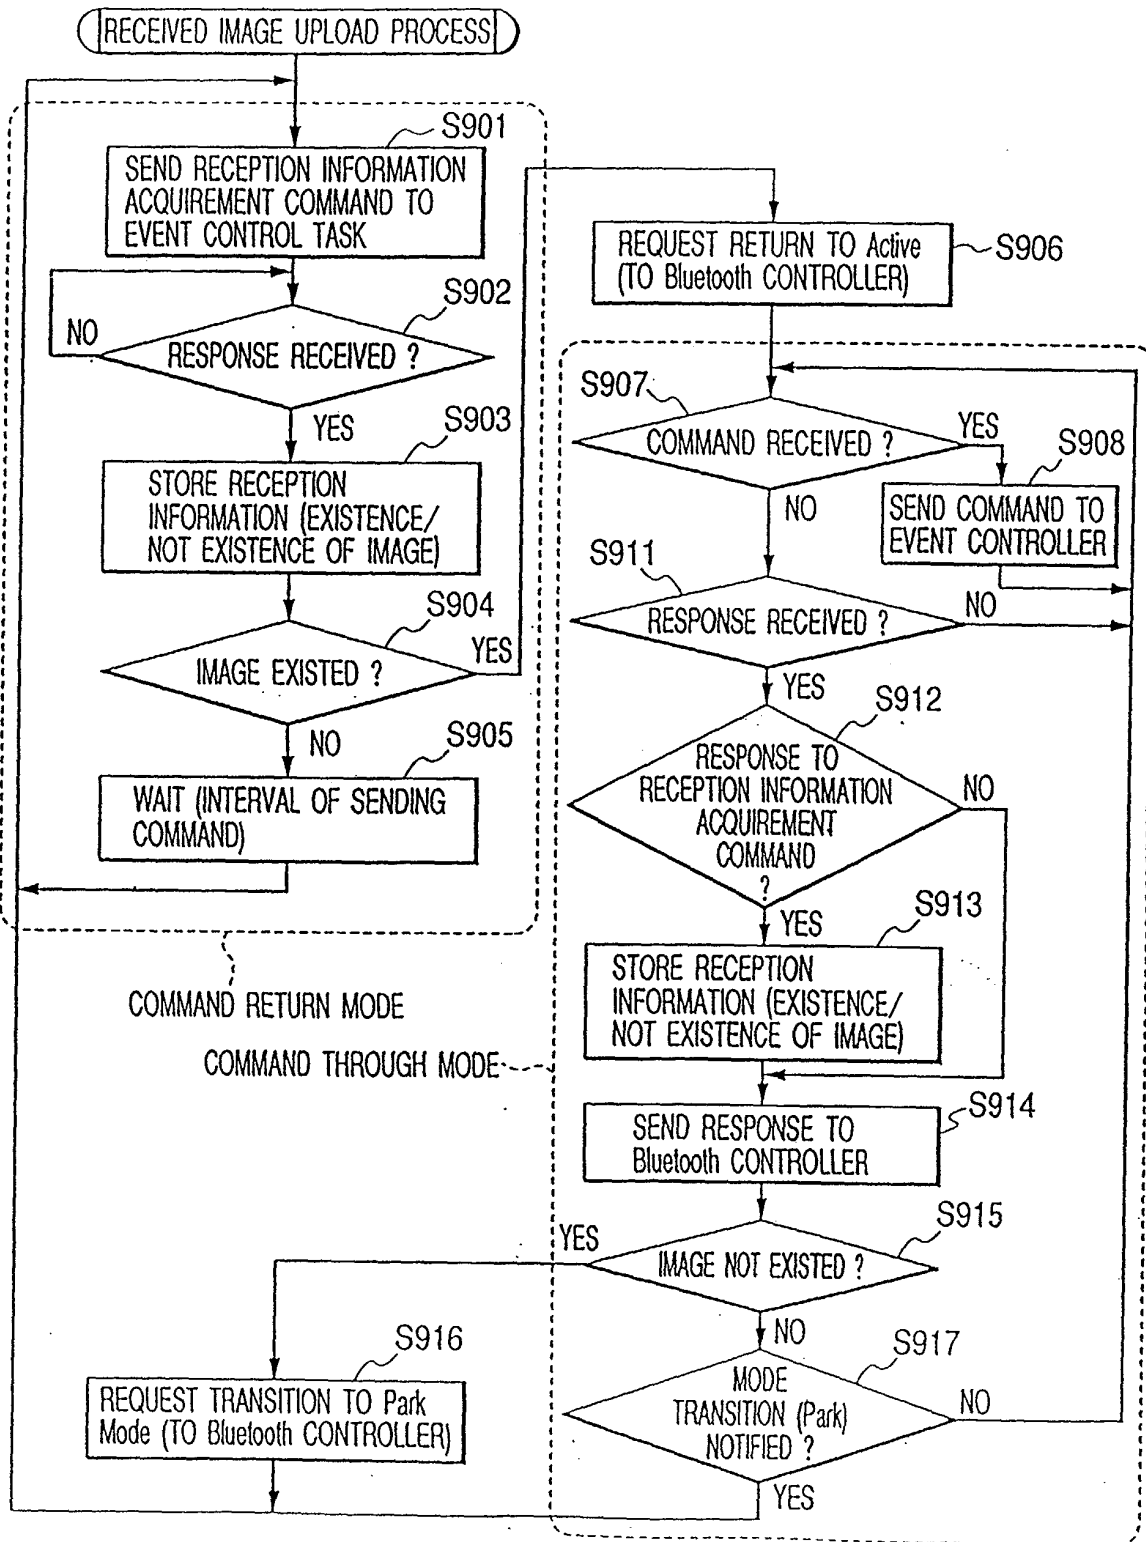 RECEIVED IMAGE UPLOAD PROCESS
S901
SEND RECEPTION INFORMATION
ACQUIREMENT COMMAND TO
EVENT CONTROL TASK
S902
NO
RESPONSE RECEIVED ?
YES
S903
STORE RECEPTION
INFORMATION (EXISTENCE/
NOT EXISTENCE OF IMAGE)
S904
IMAGE EXISTED ?
YES
NO
S905
WAIT (INTERVAL OF SENDING
COMMAND)
COMMAND RETURN MODE
REQUEST RETURN TO Active
(TO Bluetooth CONTROLLER)
S906
S907
COMMAND RECEIVED ?
YES
S908
SEND COMMAND TO
EVENT CONTROLLER
NO
S911
RESPONSE RECEIVED ?
NO
YES
S912
RESPONSE TO
RECEPTION INFORMATION
ACQUIREMENT
COMMAND
?
NO
YES
S913
STORE RECEPTION
INFORMATION (EXISTENCE/
NOT EXISTENCE OF IMAGE)
COMMAND THROUGH MODE
S914
SEND RESPONSE TO
Bluetooth CONTROLLER
S915
YES
IMAGE NOT EXISTED ?
NO
S916
REQUEST TRANSITION TO Park
Mode (TO Bluetooth CONTROLLER)
S917
MODE
TRANSITION (Park)
NOTIFIED ?
NO
YES